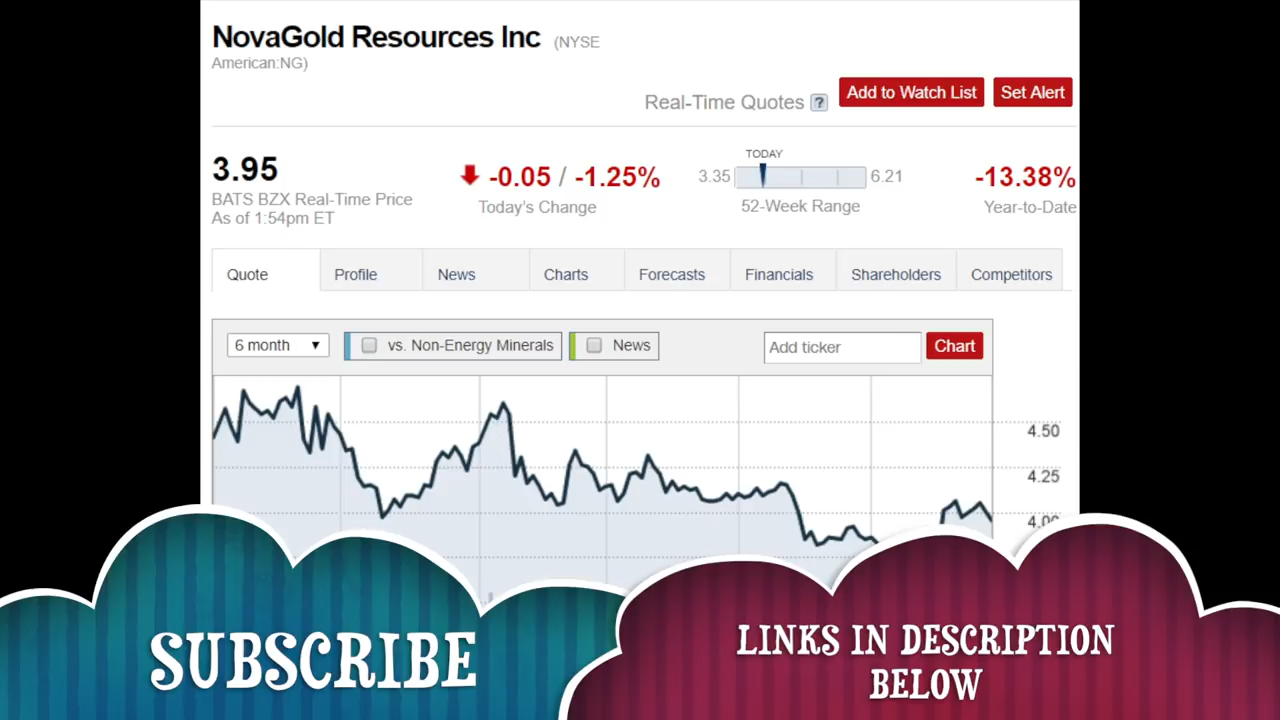 NovaGold Resources Inc (NYSE
American:NG)
Real-Time Quotes ? Add to Watch List Set Alert
TODAY
3.95 -0.05 / -1.25% 3.35 6.21 -13.38%
BATS BZX Real-Time Price Today's Change 52-Week Range Year-to-Date
As of 1:54pm ET
Quote Profile News Charts Forecasts Financials Shareholders Competitors
6 month vs. Non-Energy Minerals News Add ticker Chart
4.50
4.25
4.00
SUBSCRIBE
LINKS IN DESCRIPTION
BELOW